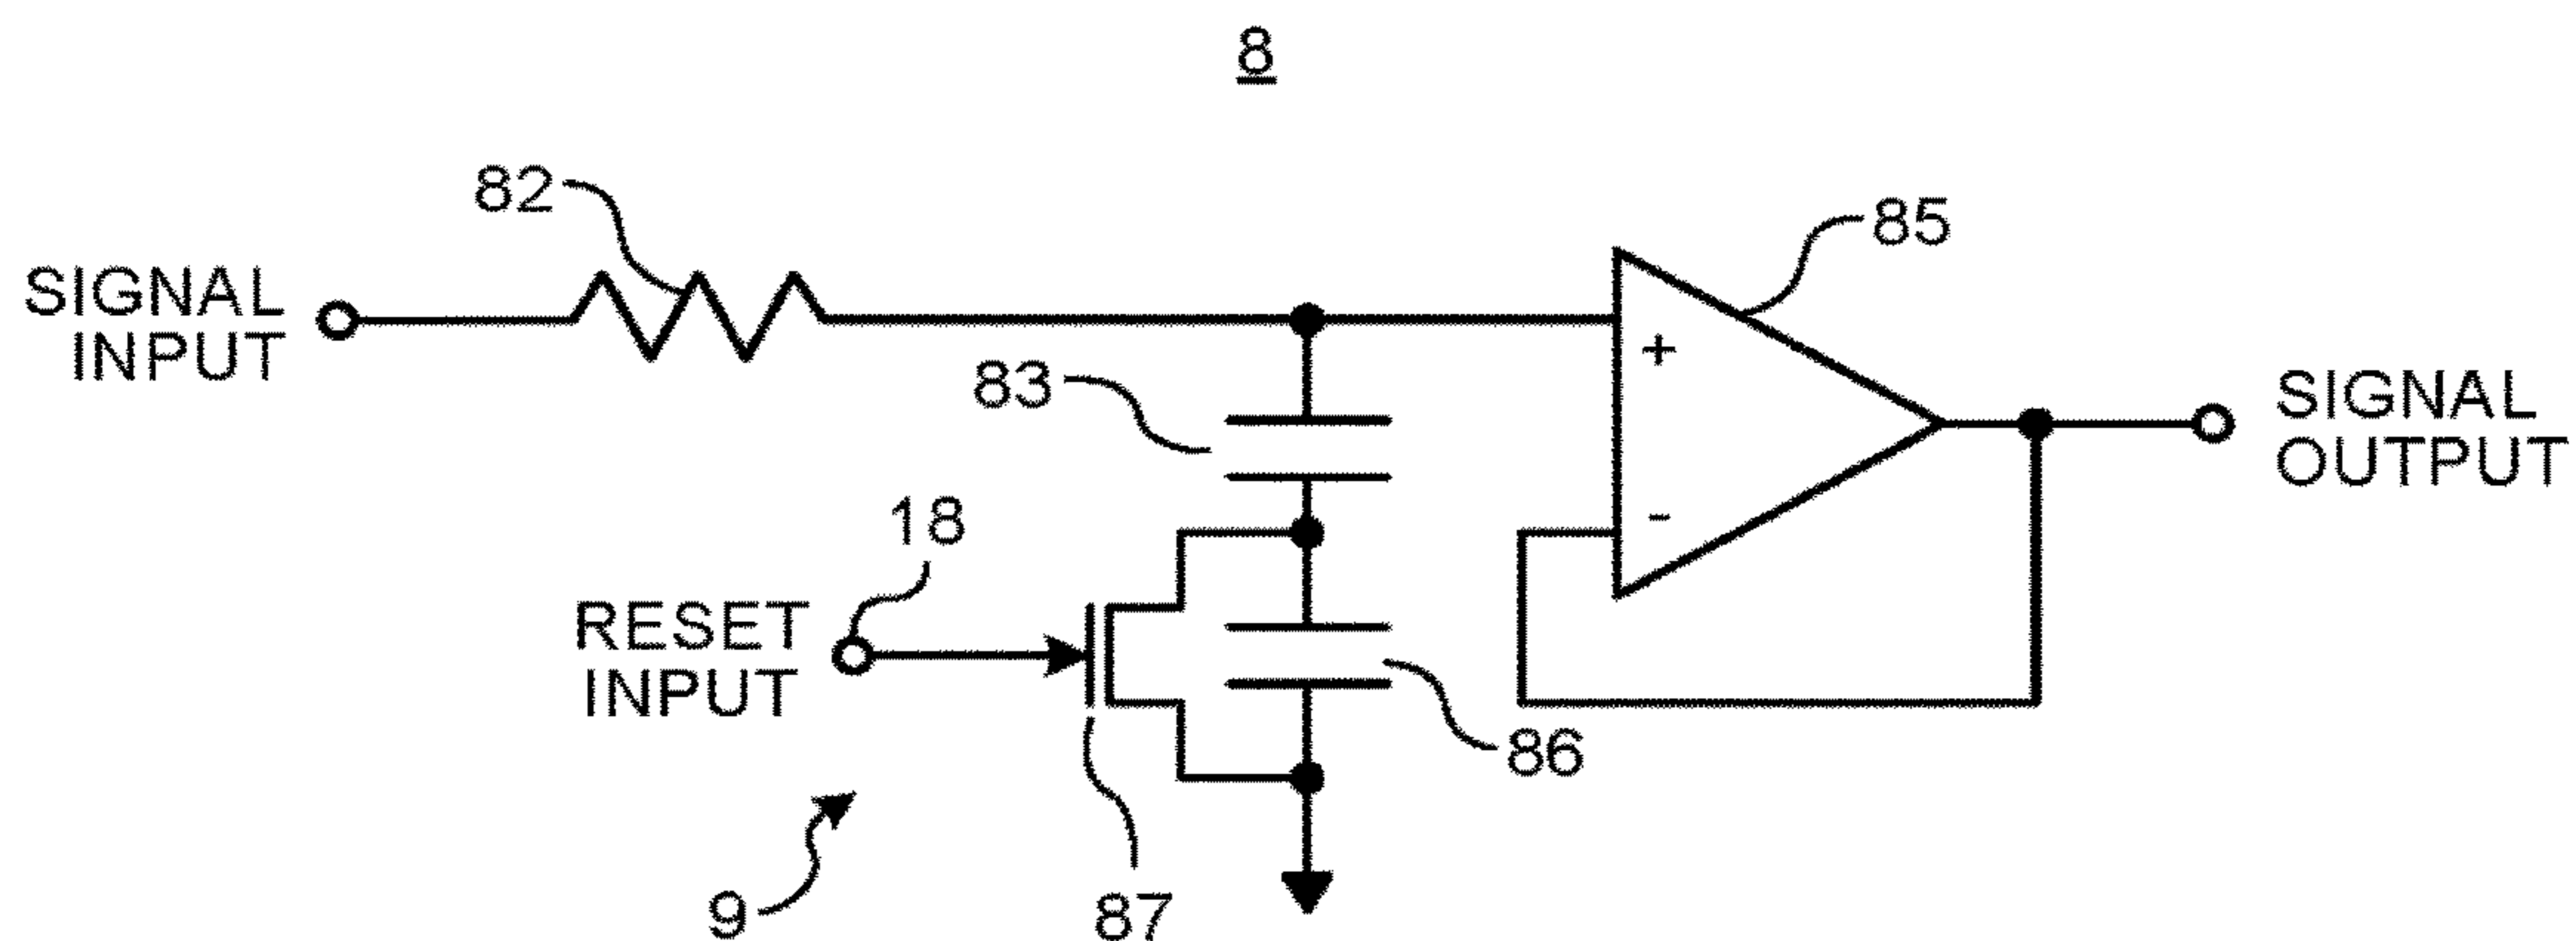 8
82
85
SIGNAL
INPUT
83
+
SIGNAL
OUTPUT
18
-
RESET
INPUT
86
9
87